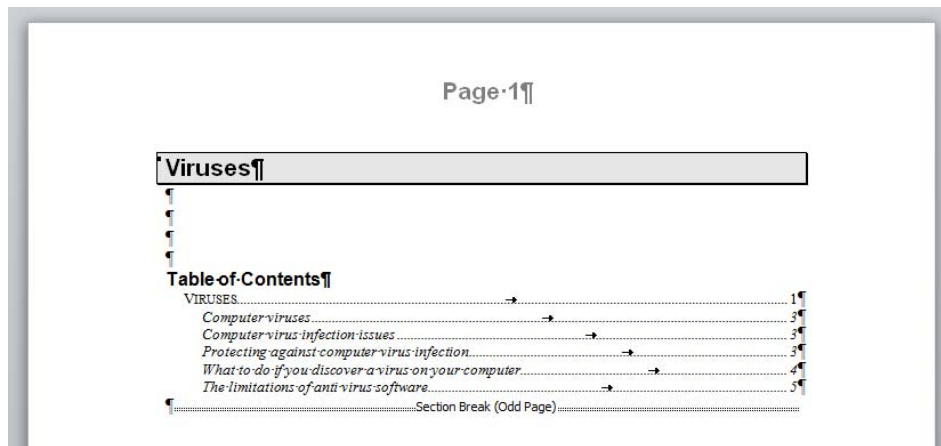 Page·1¶
Viruses¶
¶
¶
¶
¶
Table·of·Contents¶
VIRUSES → 1¶
Computer·viruses → 3¶
Computer·virus·infection·issues → 3¶
Protecting·against·computer·virus·infection → 3¶
What·to·do·if·you·discover·a·virus·on·your·computer → 4¶
The·limitations·of·anti·virus·software → 5¶
¶ Section Break (Odd Page)